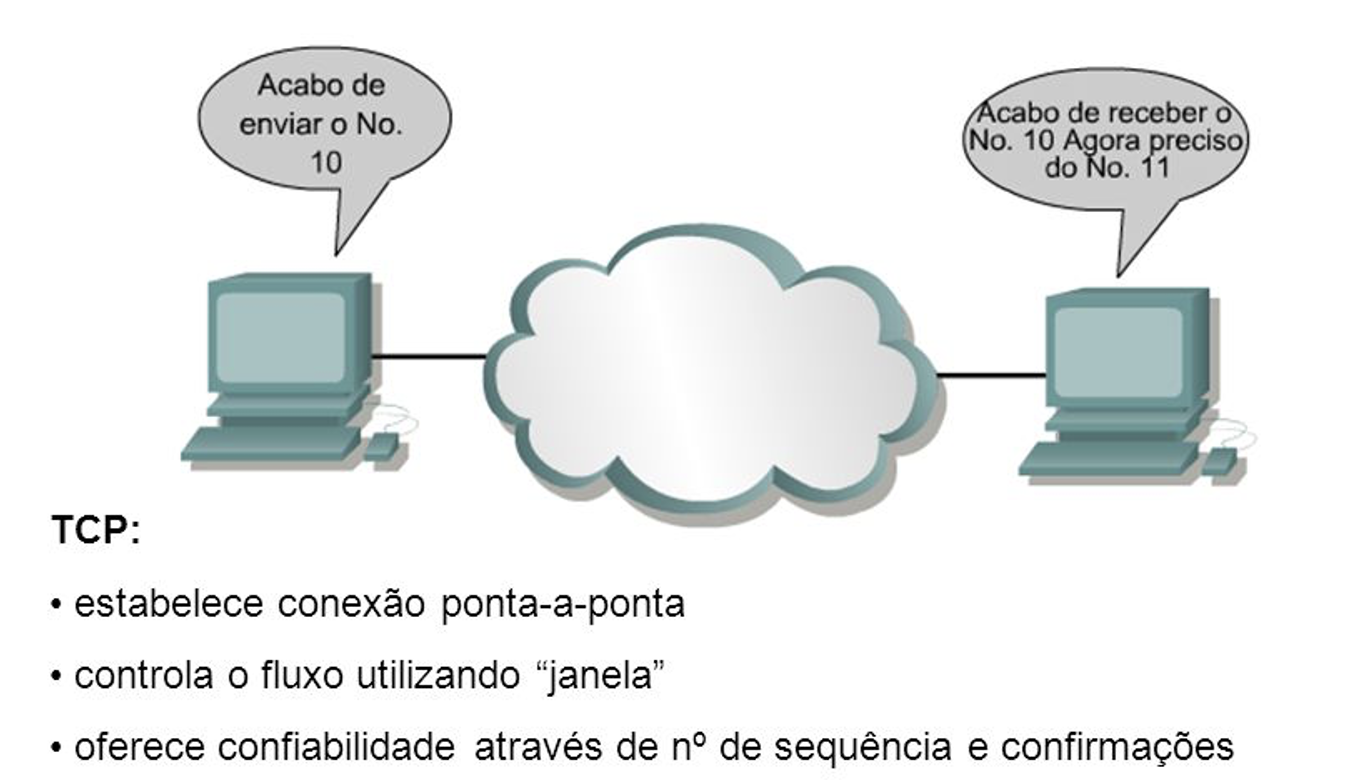 Acabo de
enviar o No.
10
Acabo de receber o
No. 10 Agora preciso
do No. 11
TCP:
• estabelece conexão ponta-a-ponta
• controla o fluxo utilizando “janela”
• oferece confiabilidade através de nº de sequência e confirmações